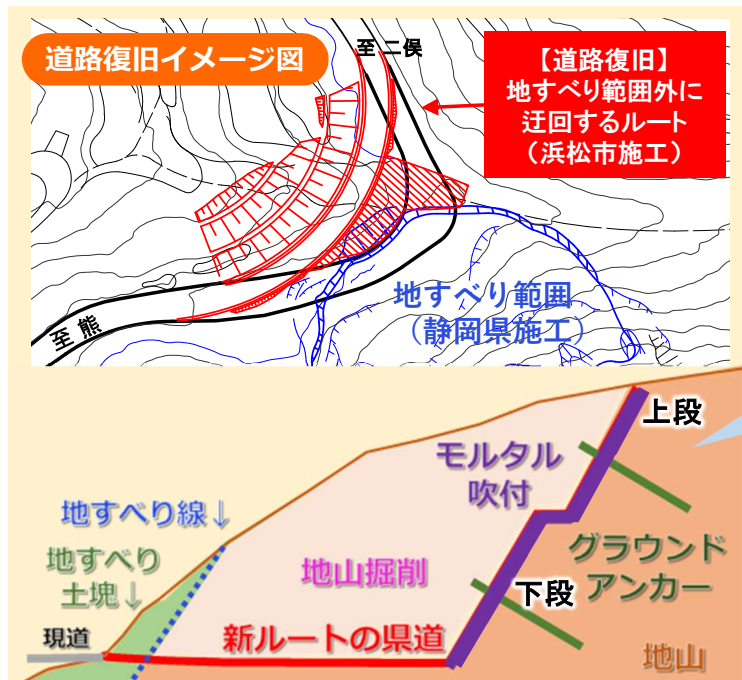 道路復旧イメージ図
至 二俣
【道路復旧】
地すべり範囲外に
迂回するルート
（浜松市施工）
地すべり範囲
（静岡県施工）
至 熊
上段
モルタル
吹付
地すべり線↓
地すべり
土塊↓
グラウンド
アンカー
地山掘削
下段
現道
新ルートの県道
地山